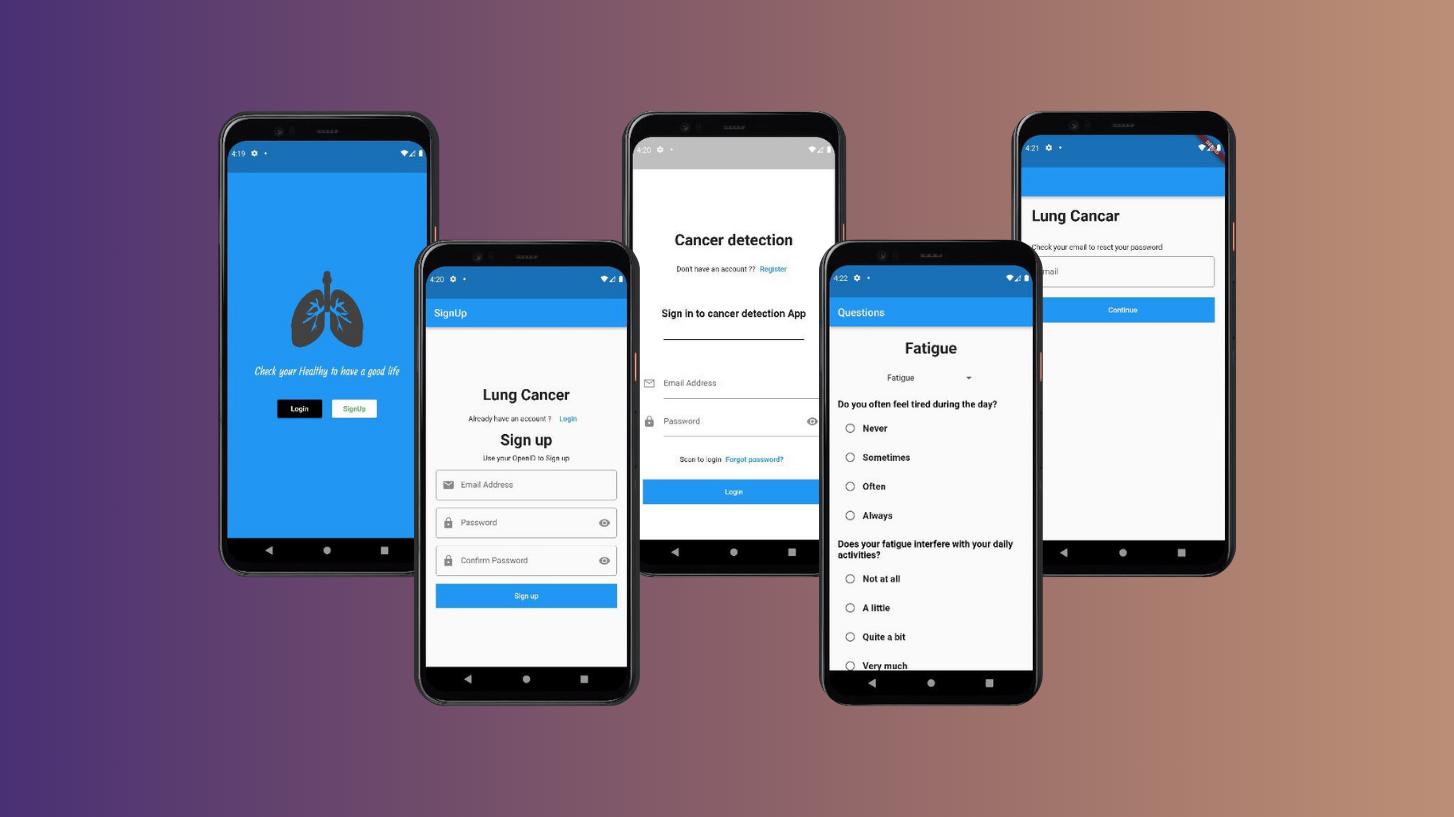 4:19
Check your Healthy to have a good life
Login
SignUp
4:20
SignUp
Lung Cancer
Already have an account ?
Login
Sign up
Use your OpenID to Sign up
Email Address
Password
Confirm Password
Sign up
4:20
Cancer detection
Don't have an account ??
Register
Sign in to cancer detection App
Email Address
Password
Scan to login
Forgot password?
Login
4:22
Questions
Fatigue
Fatigue
Do you often feel tired during the day?
Never
Sometimes
Often
Always
Does your fatigue interfere with your daily
activities?
Not at all
A little
Quite a bit
Very much
4:21
Lung Cancar
Check your email to reset your password
Continue